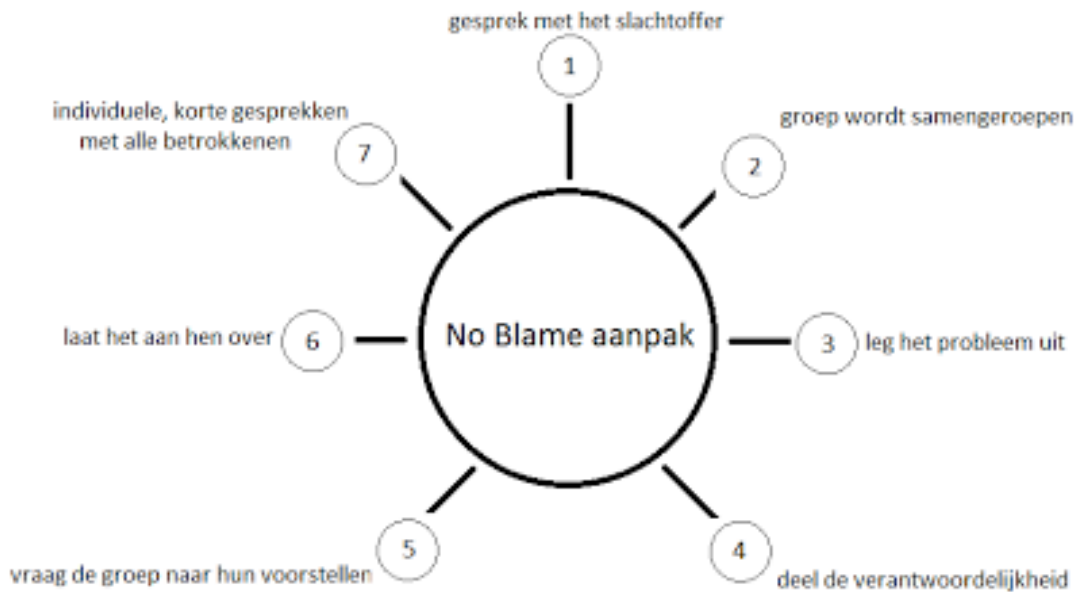 gesprek met het slachtoffer
1
groep wordt samengeroepen
2
3
leg het probleem uit
4
deel de verantwoordelijkheid
5
vraag de groep naar hun voorstellen
6
laat het aan hen over
7
individuele, korte gesprekken
met alle betrokkenen
No Blame aanpak